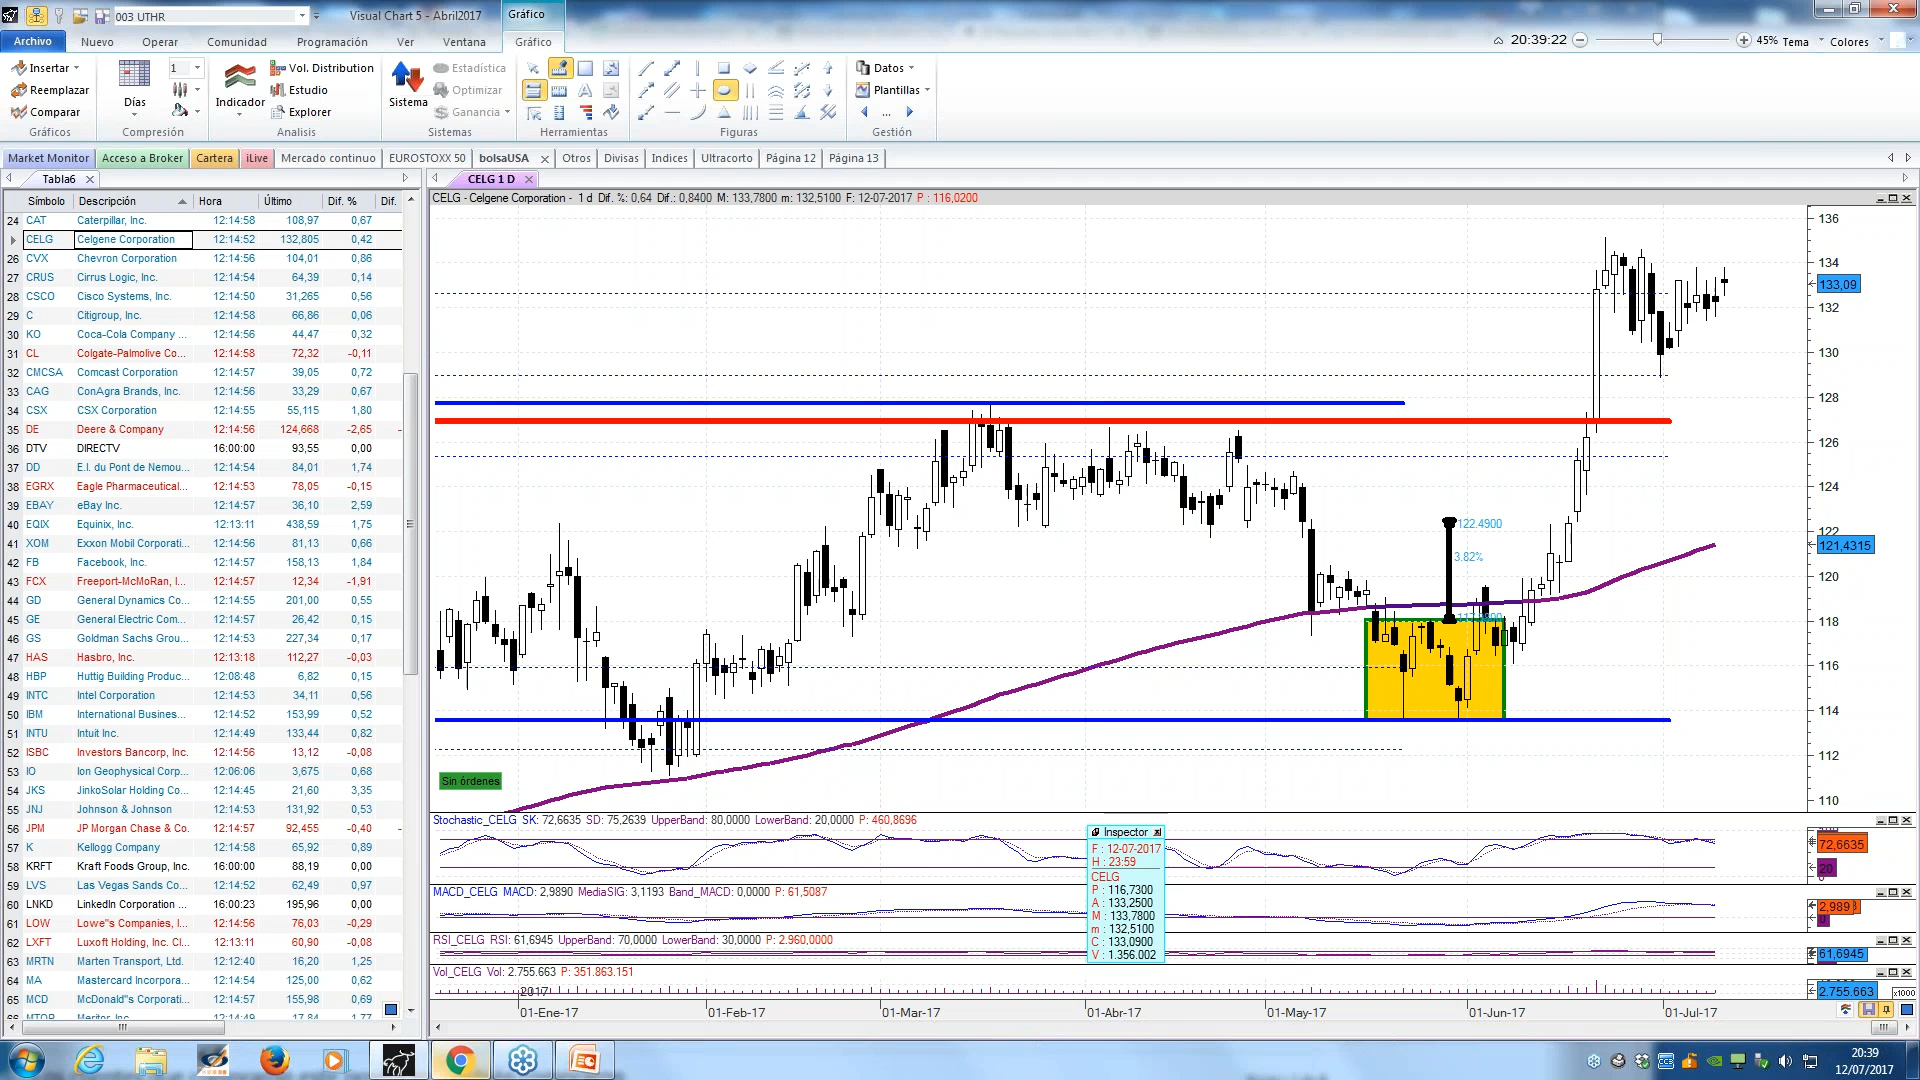 003 UTHR
Visual Chart 5 - Abril2017
Gráfico
Archivo Nuevo Operar Comunidad Programación Ver Ventana Gráfico
20:39:22 45% Tema Colores
Insertar Reemplazar Comparar
Gráficos
Días 1
Compresión
Indicador Vol. Distribution Estudio Explorer
Analisis
Sistema Estadística Optimizar Ganancia
Sistemas
Herramientas
Figuras
Datos Plantillas ...
Gestión
Market Monitor Acceso a Broker Cartera iLive Mercado continuo EUROSTOXX 50 bolsaUSA Otros Divisas Indices Ultracorto Página 12 Página 13
Tabla6
Símbolo Descripción Hora Último Dif. % Dif.
24 CAT Caterpillar, Inc. 12:14:58 108,97 0,67
CELG Celgene Corporation 12:14:52 132,805 0,42
26 CVX Chevron Corporation 12:14:56 104,01 0,86
27 CRUS Cirrus Logic, Inc. 12:14:54 64,39 0,14
28 CSCO Cisco Systems, Inc. 12:14:50 31,265 0,56
29 C Citigroup, Inc. 12:14:58 66,86 0,06
30 KO Coca-Cola Company ... 12:14:56 44,47 0,32
31 CL Colgate-Palmolive Co... 12:14:58 72,32 -0,11
32 CMCSA Comcast Corporation 12:14:57 39,05 0,72
33 CAG ConAgra Brands, Inc. 12:14:56 33,29 0,67
34 CSX CSX Corporation 12:14:55 55,115 1,80
35 DE Deere & Company 12:14:56 124,668 -2,65 -
36 DTV DIRECTV 16:00:00 93,55 0,00
37 DD E.I. du Pont de Nemou... 12:14:54 84,01 1,74
38 EGRX Eagle Pharmaceutical... 12:14:53 78,05 -0,15
39 EBAY eBay Inc. 12:14:57 36,10 2,59
40 EQIX Equinix, Inc. 12:13:11 438,59 1,75
41 XOM Exxon Mobil Corporati... 12:14:56 81,13 0,66
42 FB Facebook, Inc. 12:14:57 158,13 1,84
43 FCX Freeport-McMoRan, I... 12:14:57 12,34 -1,91
44 GD General Dynamics Co... 12:14:55 201,00 0,55
45 GE General Electric Com... 12:14:57 26,42 0,15
46 GS Goldman Sachs Grou... 12:14:53 227,34 0,17
47 HAS Hasbro, Inc. 12:13:18 112,27 -0,03
48 HBP Huttig Building Produc... 12:08:48 6,82 0,15
49 INTC Intel Corporation 12:14:53 34,11 0,56
50 IBM International Busines... 12:14:52 153,99 0,52
51 INTU Intuit Inc. 12:14:49 133,44 0,82
52 ISBC Investors Bancorp, Inc. 12:14:56 13,12 -0,08
53 IO Ion Geophysical Corp... 12:06:06 3,675 0,68
54 JKS JinkoSolar Holding Co... 12:14:45 21,60 3,35
55 JNJ Johnson & Johnson 12:14:53 131,92 0,53
56 JPM JP Morgan Chase & Co. 12:14:57 92,455 -0,40 -
57 K Kellogg Company 12:14:58 65,92 0,89
58 KRFT Kraft Foods Group, Inc. 16:00:00 88,19 0,00
59 LVS Las Vegas Sands Co... 12:14:52 62,49 0,97
60 LNKD LinkedIn Corporation ... 16:00:23 195,96 0,00
61 LOW Lowe"s Companies, I... 12:14:56 76,03 -0,29
62 LXFT Luxoft Holding, Inc. Cl... 12:13:11 60,90 -0,08
63 MRTN Marten Transport, Ltd. 12:12:40 16,20 1,25
64 MA Mastercard Incorpora... 12:14:57 125,00 0,62
65 MCD McDonald"s Corporati... 12:14:57 155,98 0,69
66 MTOR Meritor, Inc. 12:14:49 17,84 1,77
CELG 1 D
CELG - Celgene Corporation - 1 d Dif. %: 0,64 Dif.: 0,8400 M: 133,7800 m: 132,5100 F: 12-07-2017 P : 116,0200
136
134
133,09
132
130
128
126
124
122
121,4315
120
118
116
114
112
110
122.4900
3.82%
Sin órdenes
Stochastic_CELG SK: 72,6635 SD: 75,2639 UpperBand: 80,0000 LowerBand: 20,0000 P: 460,8696
72,6635
20
MACD_CELG MACD: 2,9890 MediaSIG: 3,1193 Band_MACD: 0,0000 P: 61,5087
2,989
0
RSI_CELG RSI: 61,6945 UpperBand: 70,0000 LowerBand: 30,0000 P: 2.960,0000
61,6945
Vol_CELG Vol: 2.755.663 P: 351.863.151
2.755.663
x1000
Inspector
F : 12-07-2017
H : 23:59
CELG
P : 116,7300
A : 133,2500
M : 133,7800
m : 132,5100
C : 133,0900
V : 1.356.002
2017
01-Ene-17 01-Feb-17 01-Mar-17 01-Abr-17 01-May-17 01-Jun-17 01-Jul-17
20:39
12/07/2017